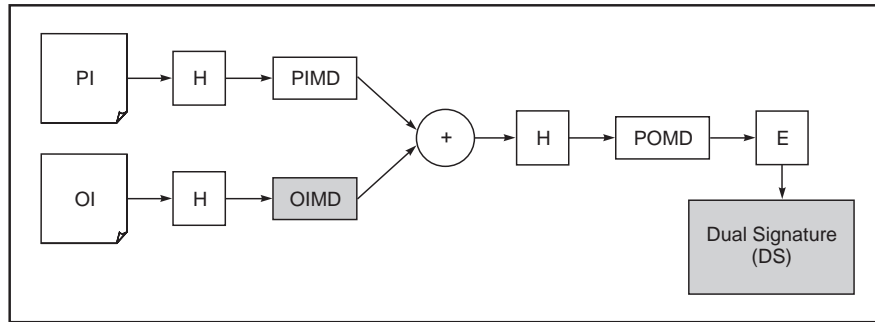 PI
H
PIMD
+
H
POMD
E
OI
H
OIMD
Dual Signature
(DS)